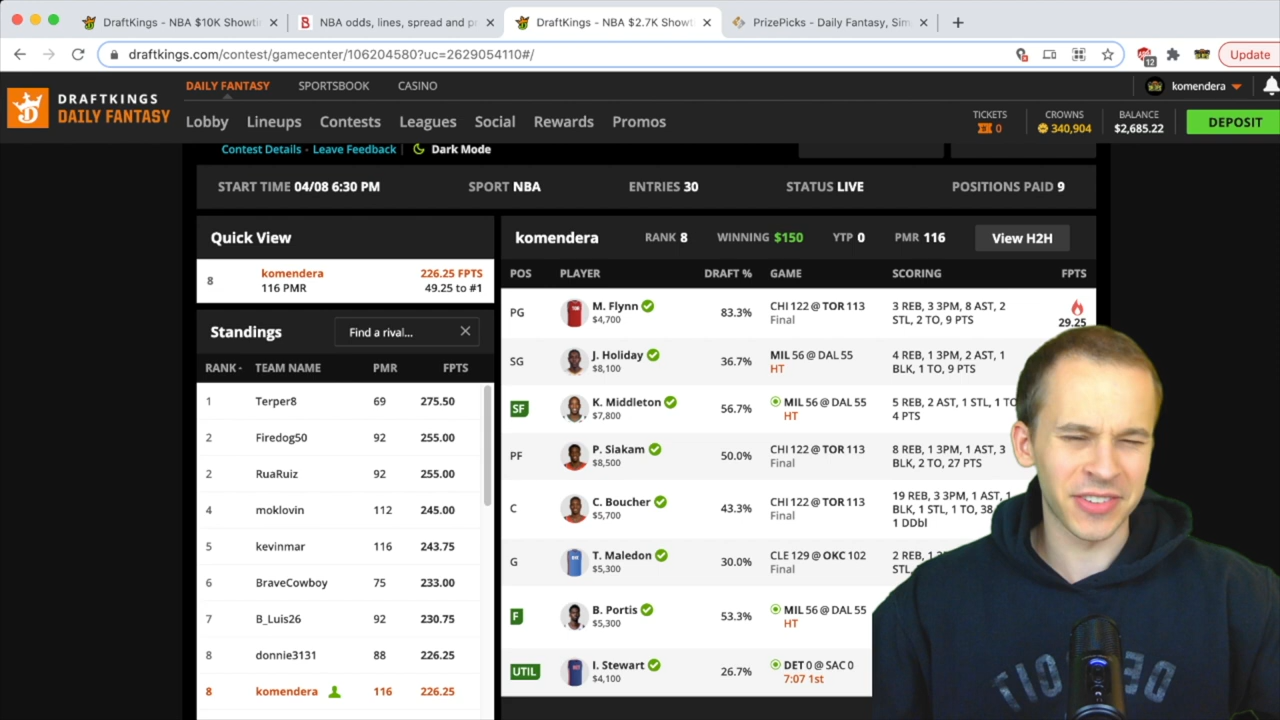 DraftKings - NBA $10K Showti
NBA odds, lines, spread and p
DraftKings - NBA $2.7K Showt
PrizePicks - Daily Fantasy, Sim
draftkings.com/contest/gamecenter/106204580?uc=2629054110#/
12
Update
DRAFTKINGS
DAILY FANTASY
DAILY FANTASY
SPORTSBOOK
CASINO
komendera
Lobby
Lineups
Contests
Leagues
Social
Rewards
Promos
TICKETS
0
CROWNS
340,904
BALANCE
$2,685.22
DEPOSIT
Contest Details - Leave Feedback
Dark Mode
START TIME 04/08 6:30 PM
SPORT NBA
ENTRIES 30
STATUS LIVE
POSITIONS PAID 9
Quick View
8
komendera
226.25 FPTS
116 PMR
49.25 to #1
Standings
Find a rival...
RANK
TEAM NAME
PMR
FPTS
1 Terper8 69 275.50
2 Firedog50 92 255.00
2 RuaRuiz 92 255.00
4 moklovin 112 245.00
5 kevinmar 116 243.75
6 BraveCowboy 75 233.00
7 B_Luis26 92 230.75
8 donnie3131 88 226.25
8 komendera 116 226.25
komendera
RANK 8
WINNING $150
YTP 0
PMR 116
View H2H
POS
PLAYER
DRAFT %
GAME
SCORING
FPTS
PG
M. Flynn
$4,700
83.3%
CHI 122 @ TOR 113
Final
3 REB, 3 3PM, 8 AST, 2
STL, 2 TO, 9 PTS
29.25
SG
J. Holiday
$8,100
36.7%
MIL 56 @ DAL 55
HT
4 REB, 1 3PM, 2 AST, 1
BLK, 1 TO, 9 PTS
SF
K. Middleton
$7,800
56.7%
MIL 56 @ DAL 55
HT
5 REB, 2 AST, 1 STL, 1 TO
4 PTS
PF
P. Siakam
$8,500
50.0%
CHI 122 @ TOR 113
Final
8 REB, 1 3PM, 1 AST, 3
BLK, 2 TO, 27 PTS
C
C. Boucher
$5,700
43.3%
CHI 122 @ TOR 113
Final
19 REB, 3 3PM, 1 AST, 1
BLK, 1 STL, 1 TO, 38
1 DDbl
G
T. Maledon
$5,300
30.0%
CLE 129 @ OKC 102
Final
2 REB, 1
STL,
F
B. Portis
$5,300
53.3%
MIL 56 @ DAL 55
HT
UTIL
I. Stewart
$4,100
26.7%
DET 0 @ SAC 0
7:07 1st